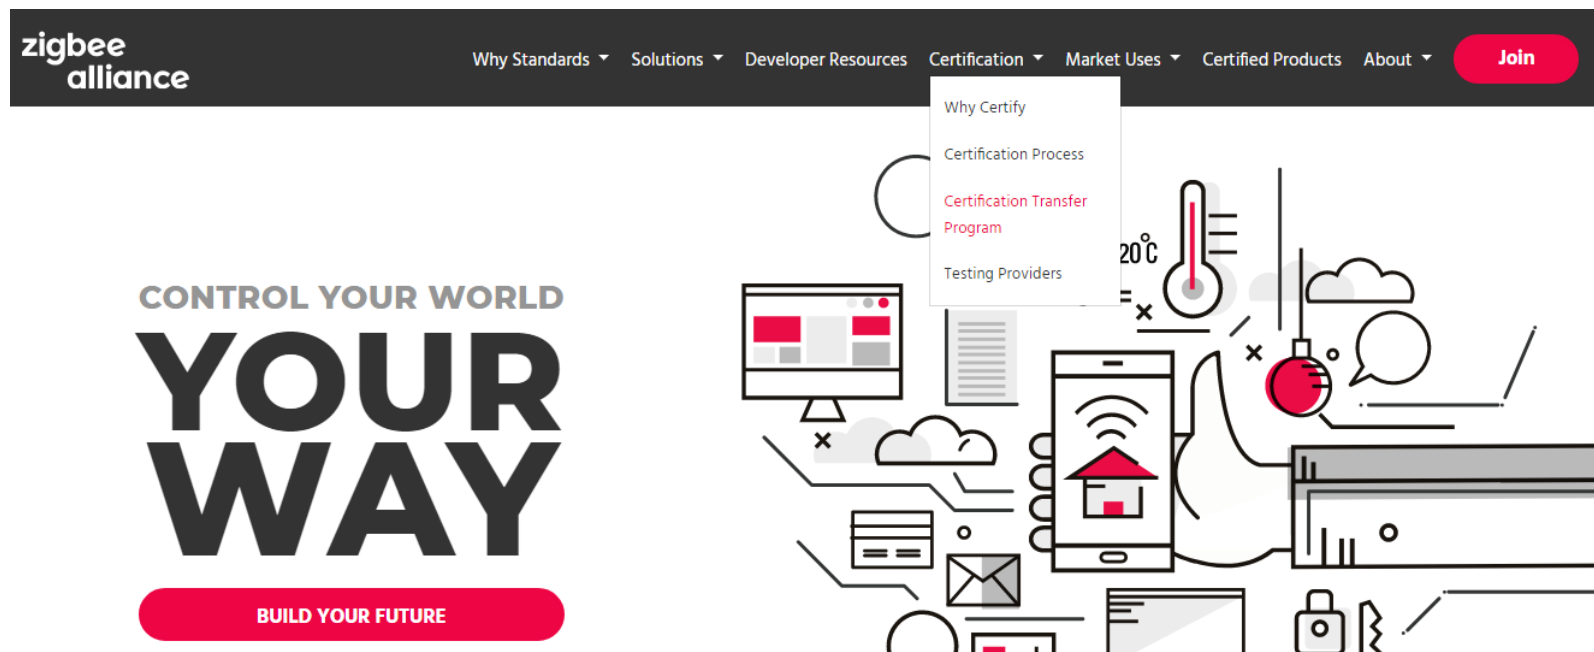 zigbee
alliance
Why Standards
Solutions
Developer Resources
Certification
Market Uses
Certified Products
About
Join
Why Certify
Certification Process
Certification Transfer
Program
Testing Providers
20°C
CONTROL YOUR WORLD
YOUR
WAY
BUILD YOUR FUTURE